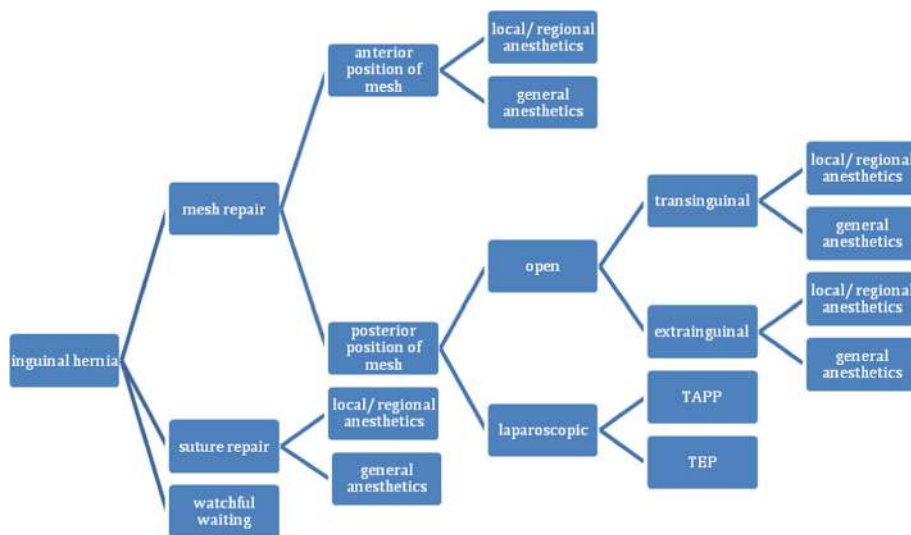 anterior
position of
mesh
local/ regional
anesthetics
general
anesthetics
mesh repair
transinguinal
local/ regional
anesthetics
general
anesthetics
open
extrainguinal
local/ regional
anesthetics
general
anesthetics
inguinal hernia
posterior
position of
mesh
laparoscopic
TAPP
TEP
suture repair
local/ regional
anesthetics
general
anesthetics
watchful
waiting